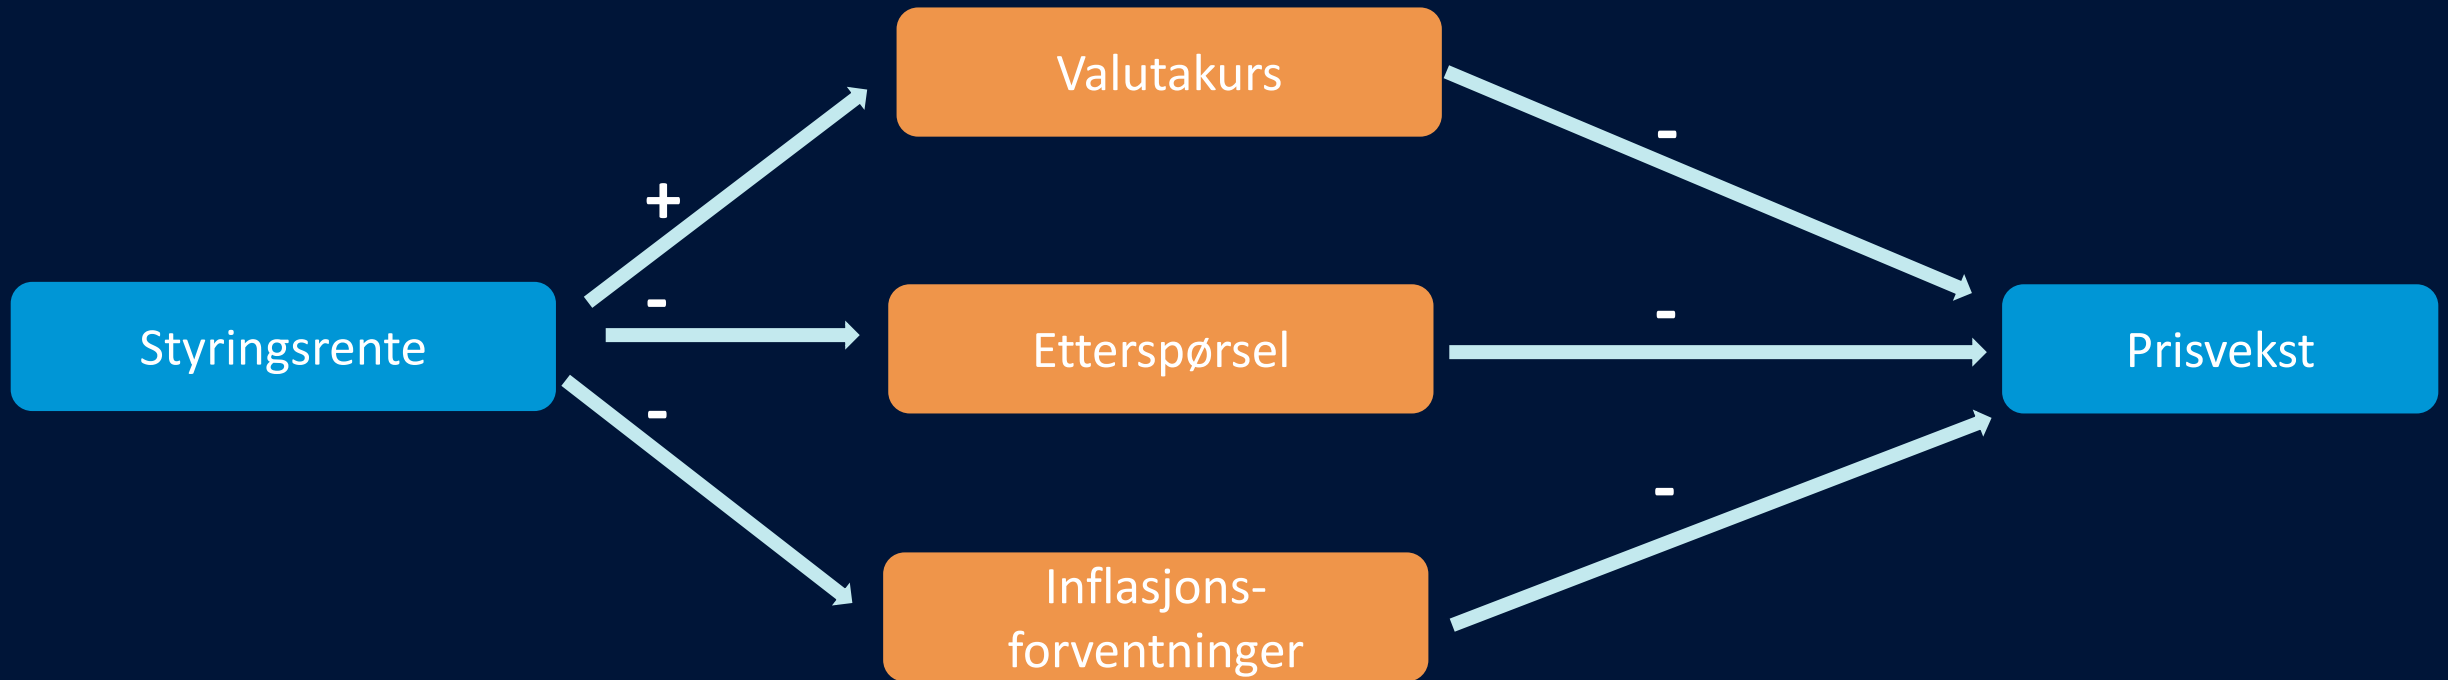 Valutakurs
-
+
-
-
Styringsrente
Etterspørsel
Prisvekst
-
-
Inflasjons-
forventninger